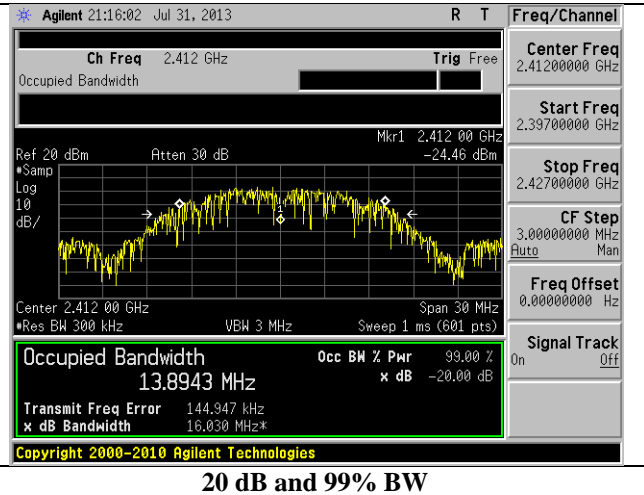 Agilent 21:16:02 Jul 31, 2013 R T Freq/Channel
Ch Freq 2.412 GHz Trig Free
Occupied Bandwidth
Center Freq
2.41200000 GHz
Start Freq
2.39700000 GHz
Mkr1 2.412 00 GHz
Ref 20 dBm Atten 30 dB -24.46 dBm
#Samp
Log
10
dB/
1
Stop Freq
2.42700000 GHz
CF Step
3.00000000 MHz
Auto Man
Freq Offset
0.00000000 Hz
Center 2.412 00 GHz Span 30 MHz
#Res BW 300 kHz VBW 3 MHz Sweep 1 ms (601 pts)
Signal Track
On Off
Occupied Bandwidth Occ BW % Pwr 99.00 %
13.8943 MHz x dB -20.00 dB
Transmit Freq Error 144.947 kHz
x dB Bandwidth 16.030 MHz*
Copyright 2000-2010 Agilent Technologies
20 dB and 99% BW